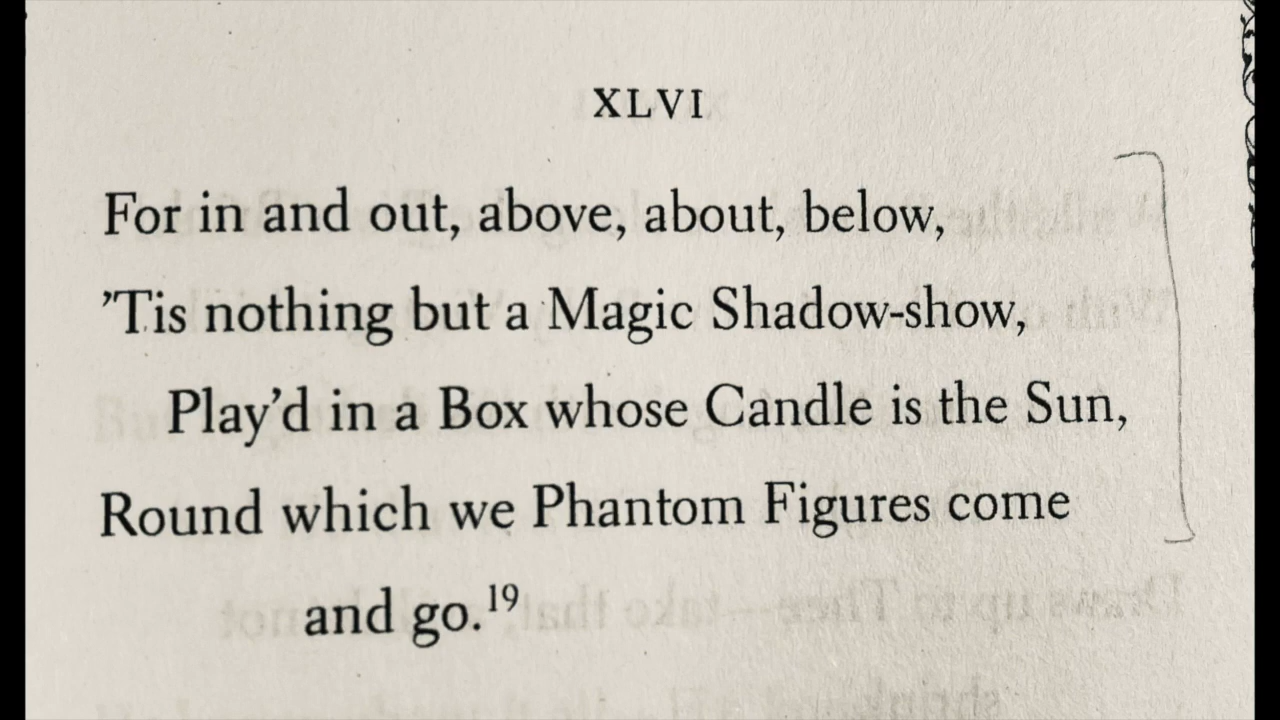 XLVI
For in and out, above, about, below,
’Tis nothing but a Magic Shadow-show,
Play’d in a Box whose Candle is the Sun,
Round which we Phantom Figures come
and go.19